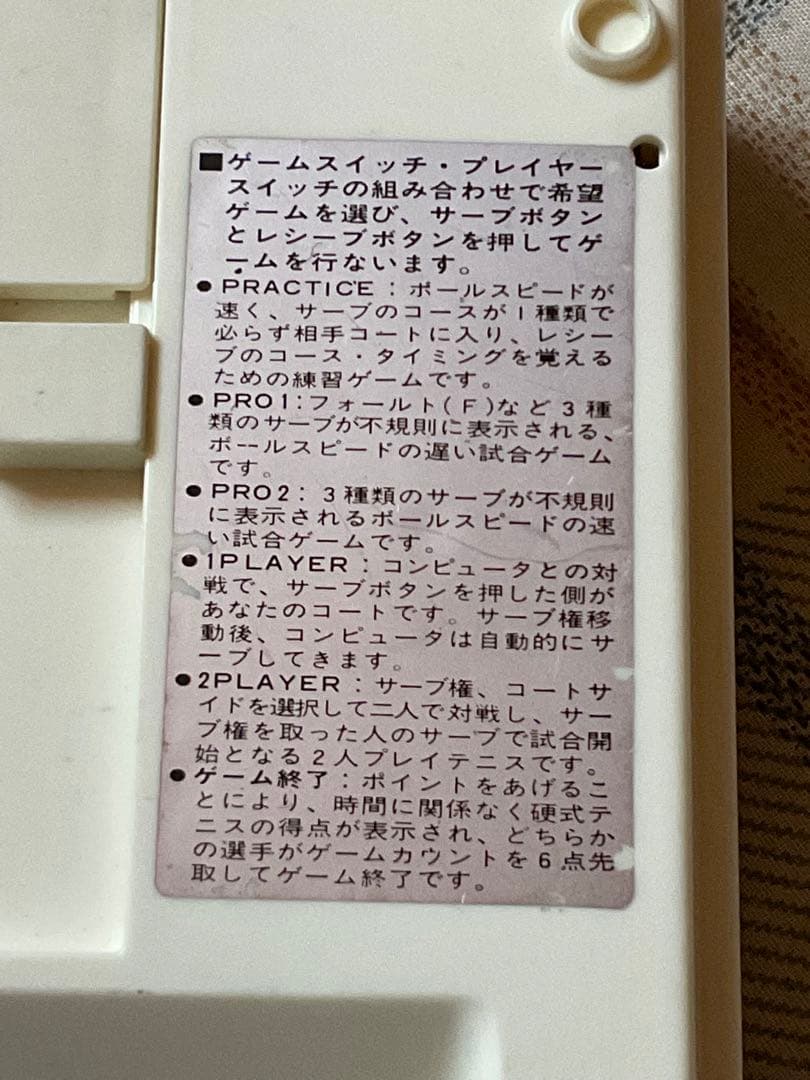 ■ゲームスイッチ・プレイヤー
スイッチの組み合わせで希望
ゲームを選び、サーブボタン
とレシーブボタンを押してゲ
ームを行ないます。
●PRACTICE：ボールスピードが
速く、サーブのコースが1種類で
必らず相手コートに入り、レシー
ブのコース・タイミングを覚える
ための練習ゲームです。
●PRO1：フォールト(F)など3種
類のサーブが不規則に表示される、
ボールスピードの遅い試合ゲーム
です。
●PRO2：3種類のサーブが不規則
に表示されるボールスピードの速
い試合ゲームです。
●1PLAYER：コンピュータとの対
戦で、サーブボタンを押した側が
あなたのコートです。サーブ権移
動後、コンピュータは自動的にサ
ーブしてきます。
●2PLAYER：サーブ権、コートサ
イドを選択して二人で対戦し、サー
ブ権を取った人のサーブで試合開
始となる2人プレイテニスです。
●ゲーム終了：ポイントをあげるこ
とにより、時間に関係なく硬式テ
ニスの得点が表示され、どちらか
の選手がゲームカウントを6点先
取してゲーム終了です。